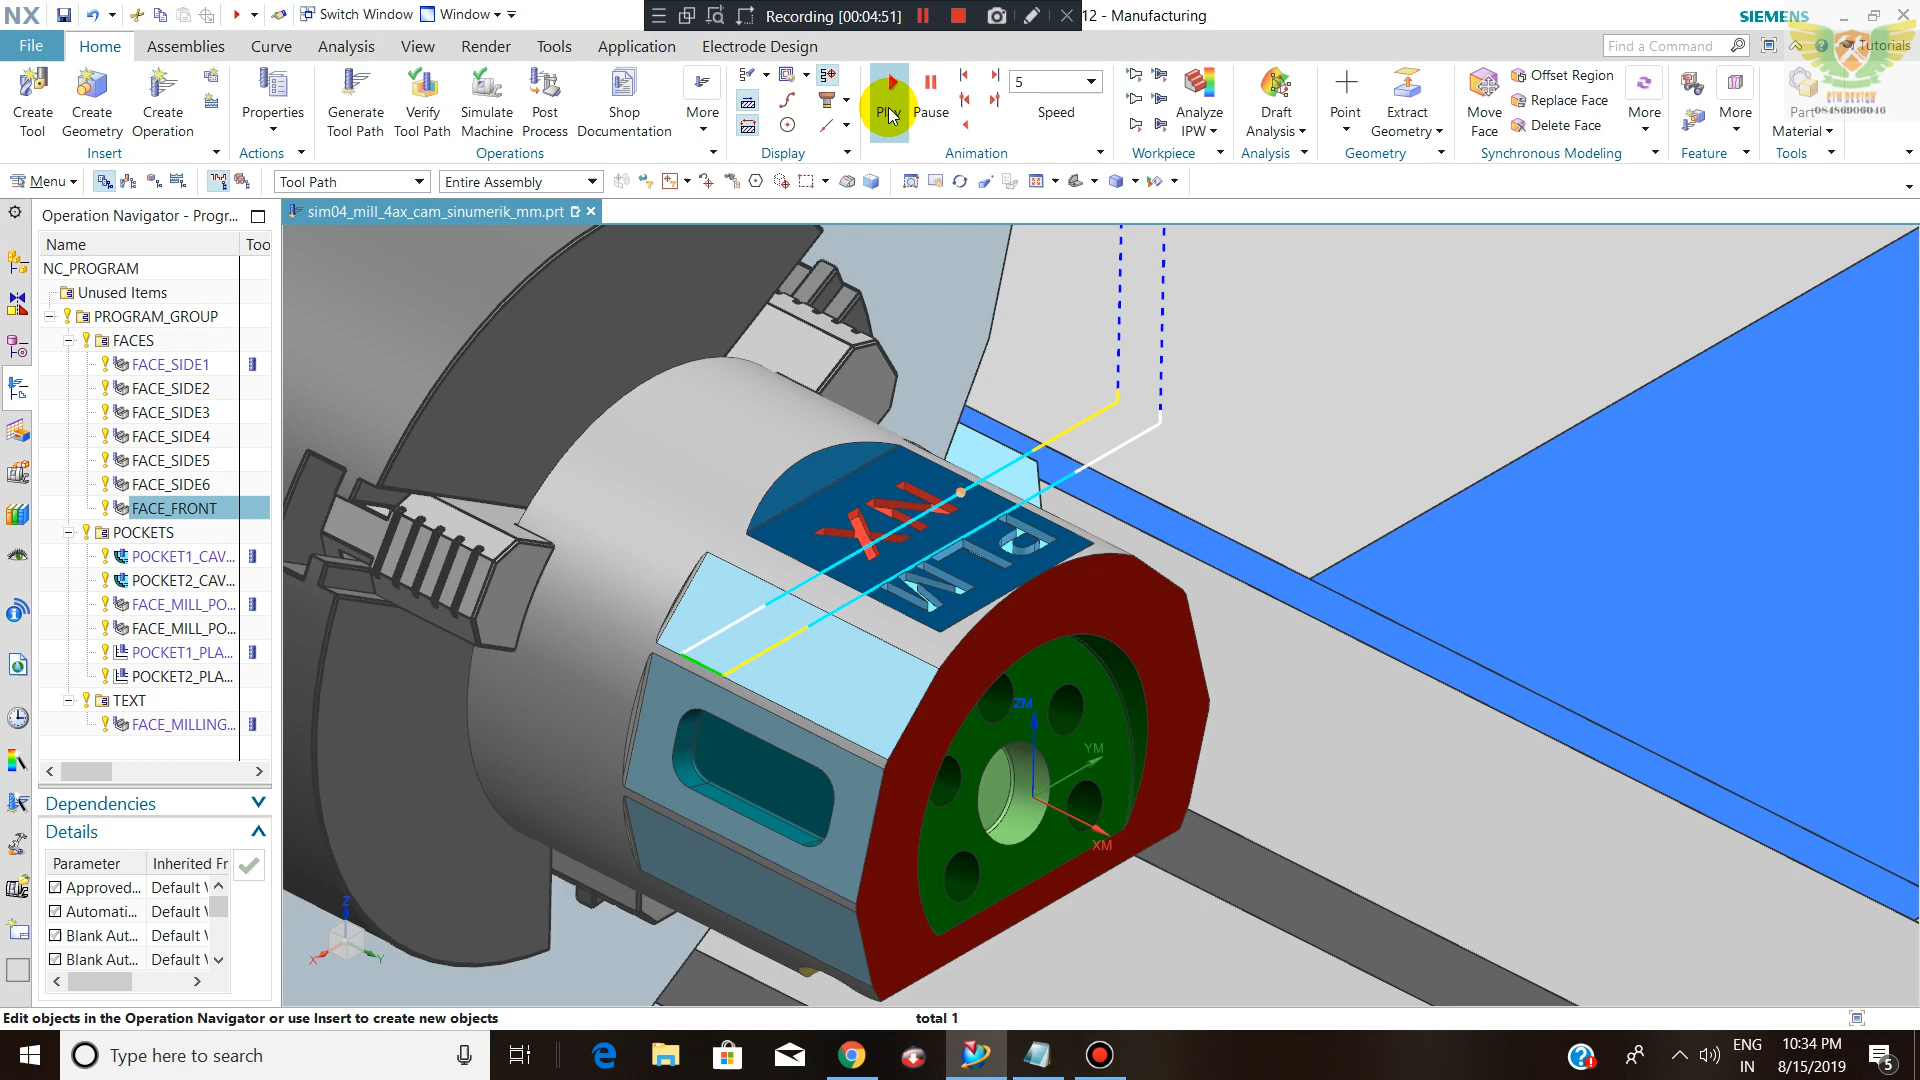 NX
Switch Window
Window
Recording [00:04:51]
12 - Manufacturing
SIEMENS
File
Home
Assemblies
Curve
Analysis
View
Render
Tools
Application
Electrode Design
Find a Command
Tutorials
Create Tool
Create Geometry
Create Operation
Properties
Generate Tool Path
Verify Tool Path
Simulate Machine
Post Process
Shop Documentation
More
Play
Pause
5
Speed
Analyze IPW
Draft Analysis
Point
Extract Geometry
Move Face
Offset Region
Replace Face
Delete Face
More
More
Part Material
CTM DESIGN
08486906046
Insert
Actions
Operations
Display
Animation
Workpiece
Analysis
Geometry
Synchronous Modeling
Feature
Tools
Menu
Tool Path
Entire Assembly
Operation Navigator - Progr...
sim04_mill_4ax_cam_sinumerik_mm.prt
Name
Too
NC_PROGRAM
Unused Items
PROGRAM_GROUP
FACES
FACE_SIDE1
FACE_SIDE2
FACE_SIDE3
FACE_SIDE4
FACE_SIDE5
FACE_SIDE6
FACE_FRONT
POCKETS
POCKET1_CAV...
POCKET2_CAV...
FACE_MILL_PO...
FACE_MILL_PO...
POCKET1_PLA...
POCKET2_PLA...
TEXT
FACE_MILLING...
NX
PLM
ZM
YM
XM
Z
X
Y
Dependencies
Details
Parameter
Inherited Fr
Approved...
Default V
Automati...
Default V
Blank Aut...
Default V
Blank Aut...
Default V
Edit objects in the Operation Navigator or use Insert to create new objects
total 1
Type here to search
ENG
IN
10:34 PM
8/15/2019
5